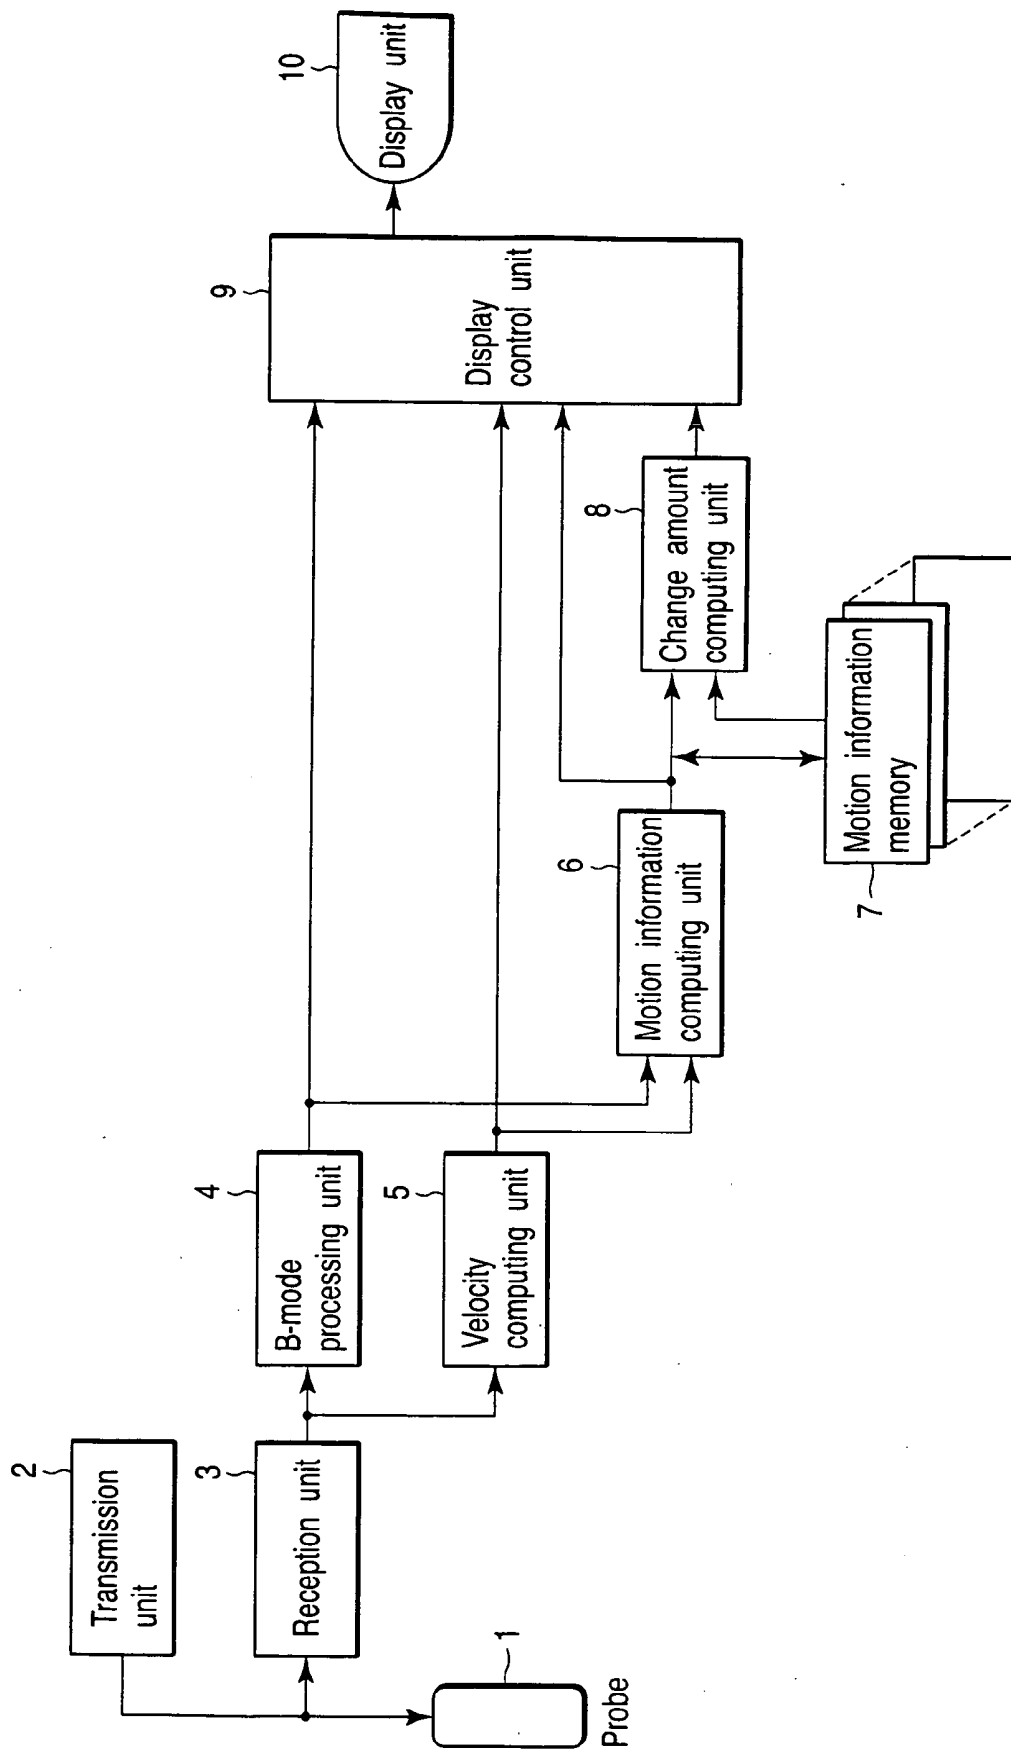 2
Transmission
unit
3
Reception unit
1
Probe
4
B-mode
processing unit
5
Velocity
computing unit
6
Motion information
computing unit
7
Motion information
memory
8
Change amount
computing unit
9
Display
control unit
10
Display unit